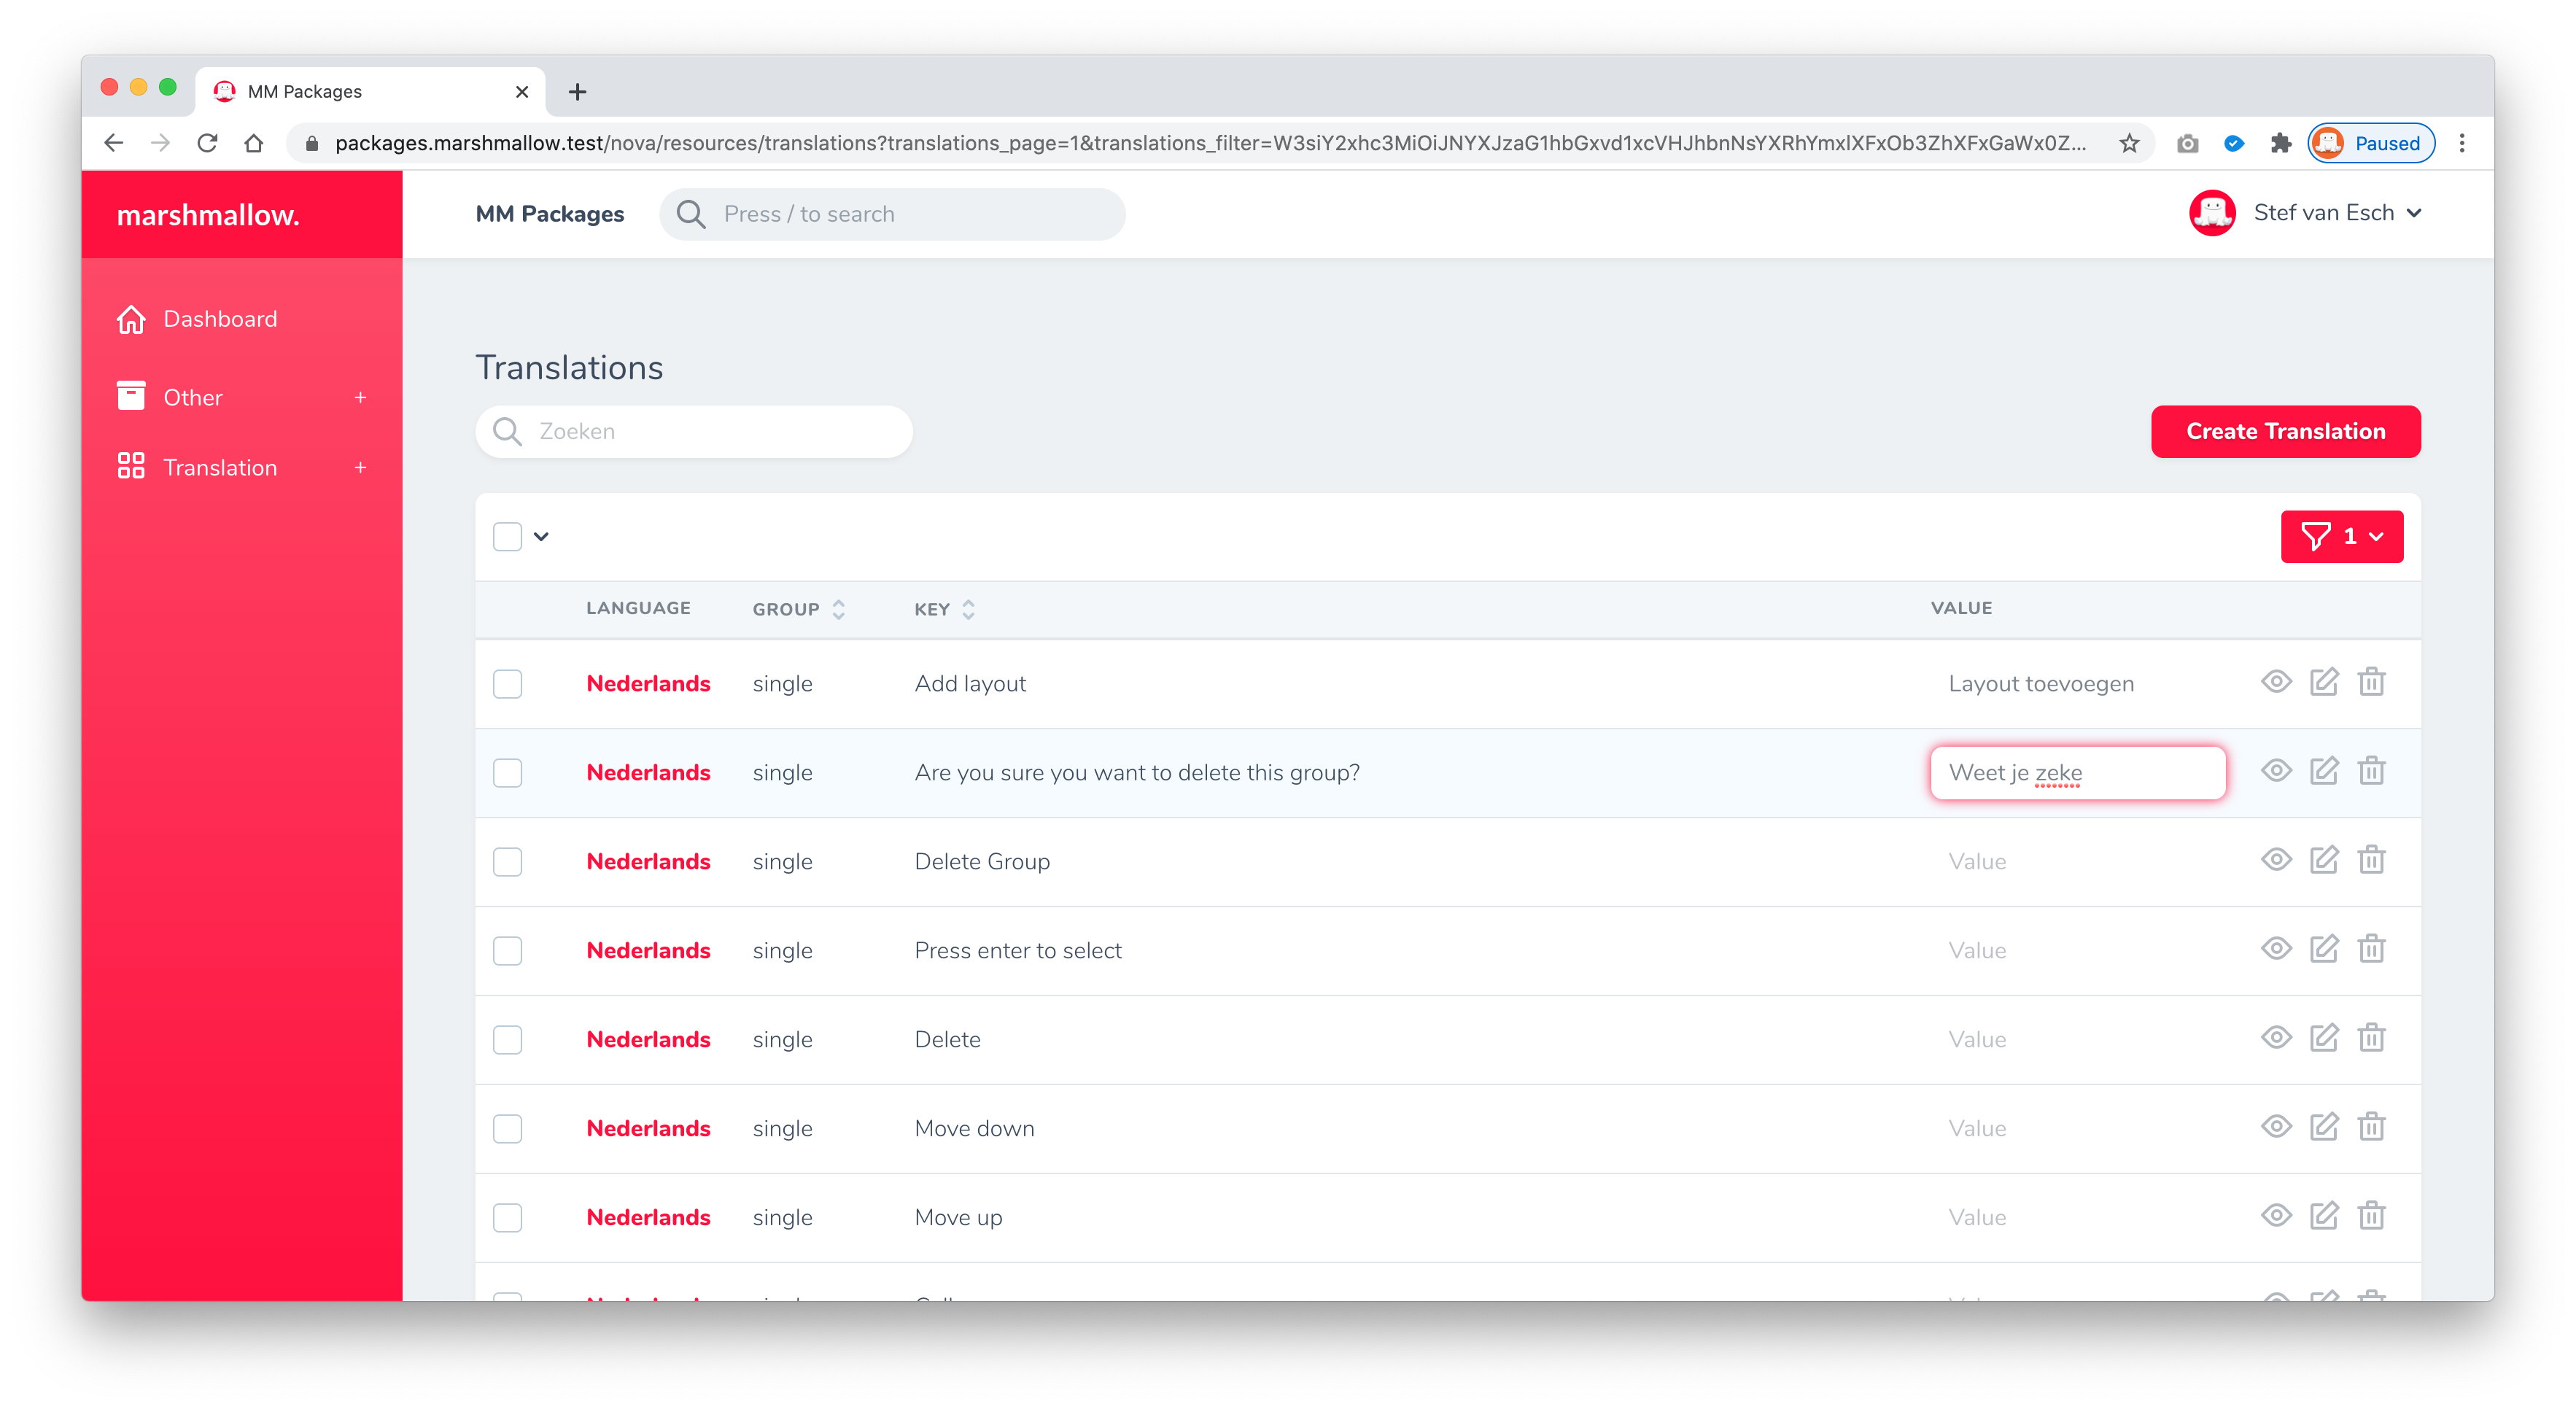 MM Packages
packages.marshmallow.test/nova/resources/translations?translations_page=1&translations_filter=W3siY2xhc3MiOiJNYXJzaG1hbGxvd1xcVHJhbnNsYXRhYmxlXFxOb3ZhXFxGaWx0Z...
Paused
marshmallow.
MM Packages
Press / to search
Stef van Esch
Dashboard
Other +
Translation +
Translations
Zoeken
Create Translation
1
LANGUAGE GROUP KEY VALUE
Nederlands single Add layout Layout toevoegen
Nederlands single Are you sure you want to delete this group? Weet je zeke
Nederlands single Delete Group Value
Nederlands single Press enter to select Value
Nederlands single Delete Value
Nederlands single Move down Value
Nederlands single Move up Value